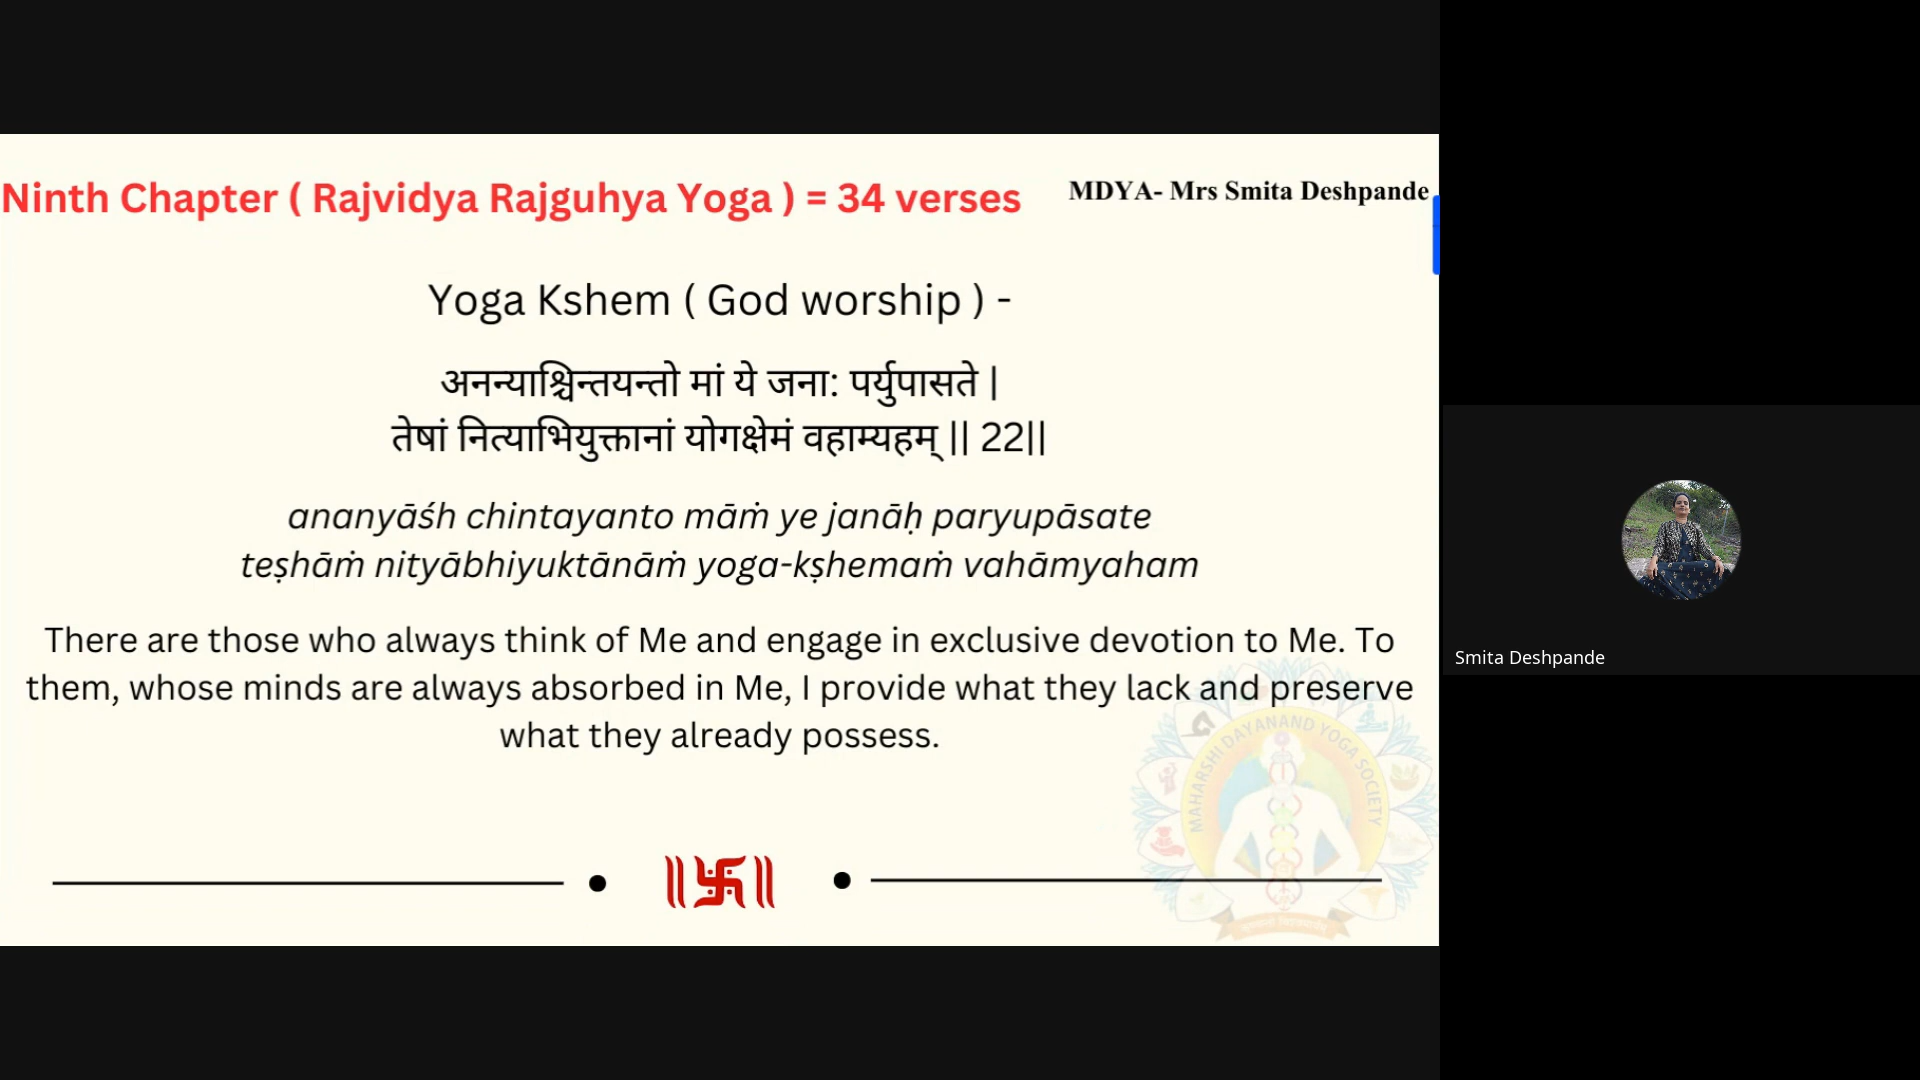 Ninth Chapter ( Rajvidya Rajguhya Yoga ) = 34 verses
MDYA- Mrs Smita Deshpande
Yoga Kshem ( God worship ) -
अनन्याश्चिन्तयन्तो मां ये जना: पर्युपासते |
तेषां नित्याभियुक्तानां योगक्षेमं वहाम्यहम् || 22||
ananyāśh chintayanto māṁ ye janāḥ paryupāsate
teṣhāṁ nityābhiyuktānāṁ yoga-kṣhemaṁ vahāmyaham
There are those who always think of Me and engage in exclusive devotion to Me. To
them, whose minds are always absorbed in Me, I provide what they lack and preserve
what they already possess.
MAHARSHI DAYANAND YOGA SOCIETY
Smita Deshpande